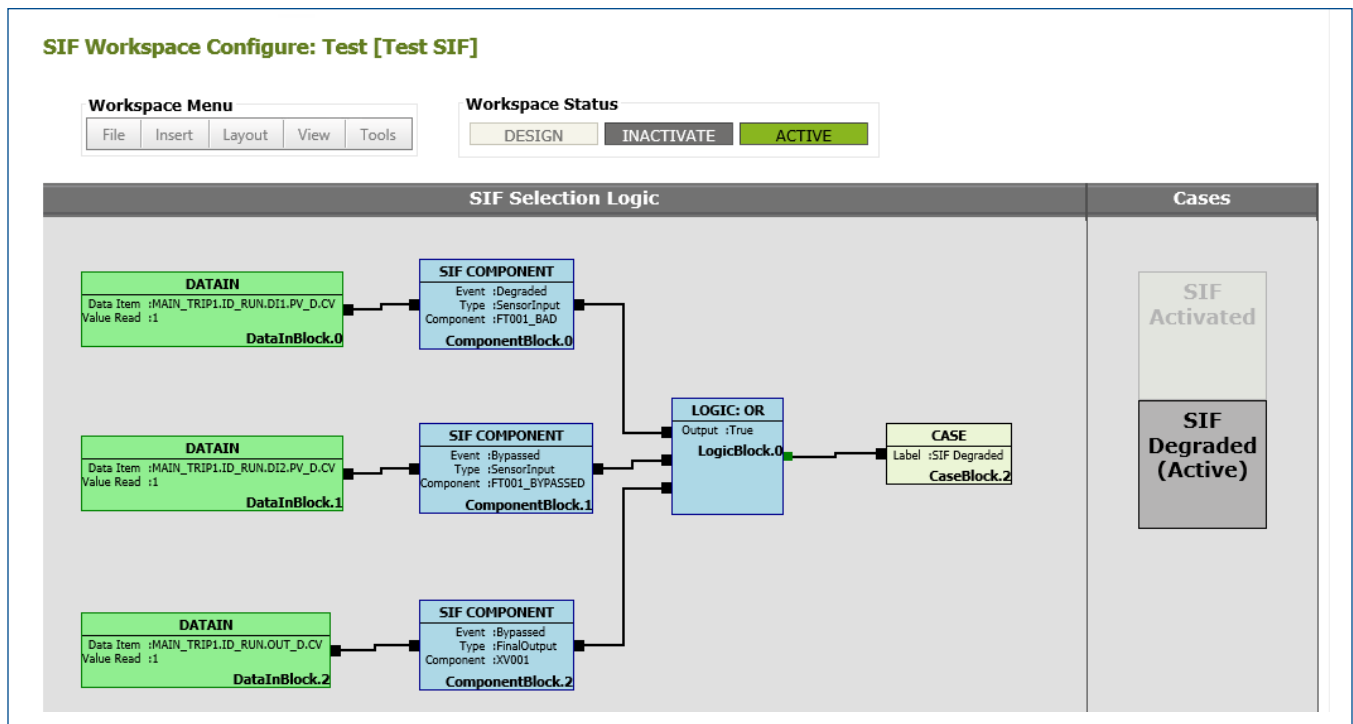 SIF Workspace Configure: Test [Test SIF]
Workspace Menu
File Insert Layout View Tools
Workspace Status
DESIGN INACTIVATE ACTIVE
SIF Selection Logic
Cases
DATAIN
Data Item :MAIN_TRIP1.ID_RUN.DI1.PV_D.CV
Value Read :1
DataInBlock.0
SIF COMPONENT
Event :Degraded
Type :SensorInput
Component :FT001_BAD
ComponentBlock.0
DATAIN
Data Item :MAIN_TRIP1.ID_RUN.DI2.PV_D.CV
Value Read :1
DataInBlock.1
SIF COMPONENT
Event :Bypassed
Type :SensorInput
Component :FT001_BYPASSED
ComponentBlock.1
DATAIN
Data Item :MAIN_TRIP1.ID_RUN.OUT_D.CV
Value Read :1
DataInBlock.2
SIF COMPONENT
Event :Bypassed
Type :FinalOutput
Component :XV001
ComponentBlock.2
LOGIC: OR
Output :True
LogicBlock.0
CASE
Label :SIF Degraded
CaseBlock.2
SIF
Activated
SIF
Degraded
(Active)